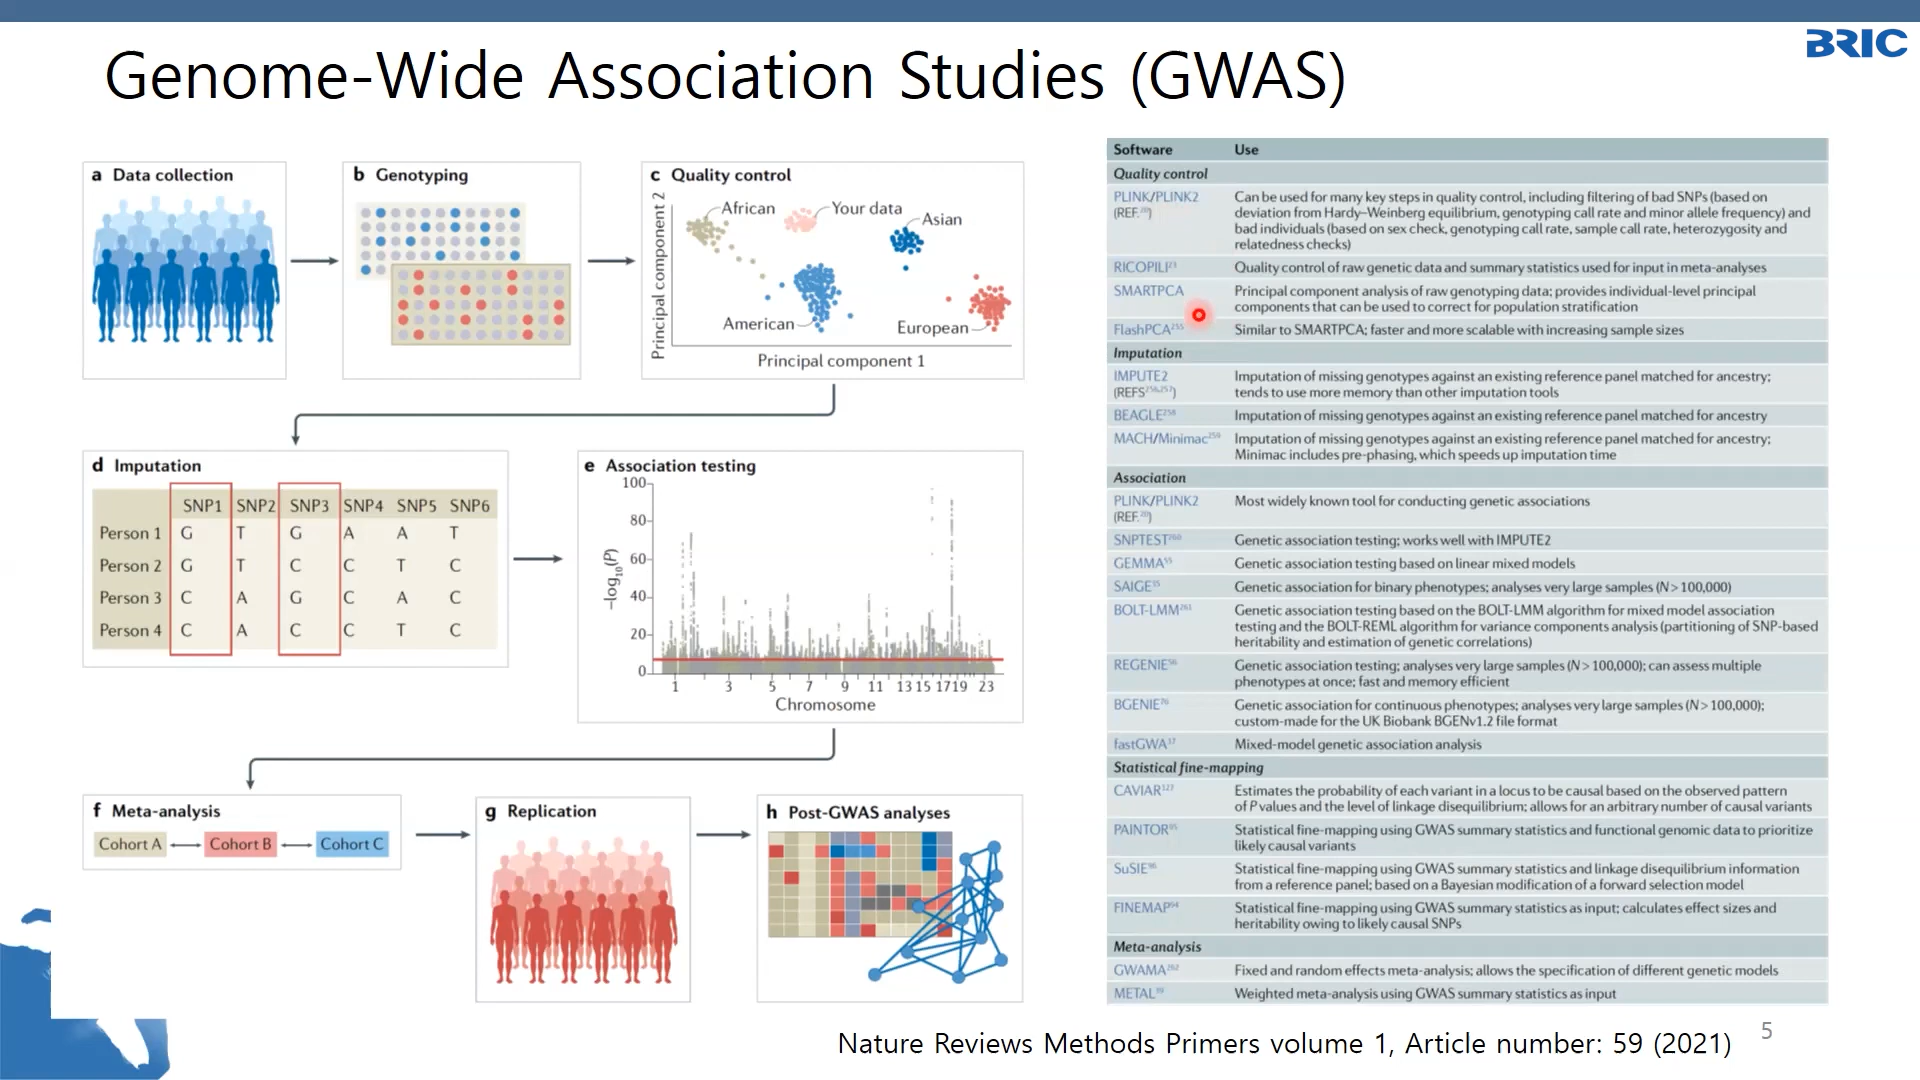 BRIC
Genome-Wide Association Studies (GWAS)
a Data collection
b Genotyping
c Quality control
Principal component 2
African
Your data
Asian
American
European
Principal component 1
d Imputation
SNP1 SNP2 SNP3 SNP4 SNP5 SNP6
Person 1 G T G A A T
Person 2 G T C C T C
Person 3 C A G C A C
Person 4 C A C C T C
e Association testing
–log10(P)
100
80
60
40
20
0
1 3 5 7 9 11 13 15 17 19 23
Chromosome
f Meta-analysis
Cohort A Cohort B Cohort C
g Replication
h Post-GWAS analyses
Software Use
Quality control
PLINK/PLINK2 Can be used for many key steps in quality control, including filtering of bad SNPs (based on
(REF.) deviation from Hardy–Weinberg equilibrium, genotyping call rate and minor allele frequency) and
bad individuals (based on sex check, genotyping call rate, sample call rate, heterozygosity and
relatedness checks)
RICOPILI Quality control of raw genetic data and summary statistics used for input in meta-analyses
SMARTPCA Principal component analysis of raw genotyping data; provides individual-level principal
components that can be used to correct for population stratification
FlashPCA255 Similar to SMARTPCA; faster and more scalable with increasing sample sizes
Imputation
IMPUTE2 Imputation of missing genotypes against an existing reference panel matched for ancestry;
(REFS256,257) tends to use more memory than other imputation tools
BEAGLE258 Imputation of missing genotypes against an existing reference panel matched for ancestry
MACH/Minimac259 Imputation of missing genotypes against an existing reference panel matched for ancestry;
Minimac includes pre-phasing, which speeds up imputation time
Association
PLINK/PLINK2 Most widely known tool for conducting genetic associations
(REF.)
SNPTEST260 Genetic association testing; works well with IMPUTE2
GEMMA Genetic association testing based on linear mixed models
SAIGE Genetic association for binary phenotypes; analyses very large samples (N > 100,000)
BOLT-LMM261 Genetic association testing based on the BOLT-LMM algorithm for mixed model association
testing and the BOLT-REML algorithm for variance components analysis (partitioning of SNP-based
heritability and estimation of genetic correlations)
REGENIE Genetic association testing; analyses very large samples (N > 100,000); can assess multiple
phenotypes at once; fast and memory efficient
BGENIE Genetic association for continuous phenotypes; analyses very large samples (N > 100,000);
custom-made for the UK Biobank BGENv1.2 file format
fastGWA Mixed-model genetic association analysis
Statistical fine-mapping
CAVIAR Estimates the probability of each variant in a locus to be causal based on the observed pattern
of P values and the level of linkage disequilibrium; allows for an arbitrary number of causal variants
PAINTOR Statistical fine-mapping using GWAS summary statistics and functional genomic data to prioritize
likely causal variants
SuSIE Statistical fine-mapping using GWAS summary statistics and linkage disequilibrium information
from a reference panel; based on a Bayesian modification of a forward selection model
FINEMAP Statistical fine-mapping using GWAS summary statistics as input; calculates effect sizes and
heritability owing to likely causal SNPs
Meta-analysis
GWAMA262 Fixed and random effects meta-analysis; allows the specification of different genetic models
METAL Weighted meta-analysis using GWAS summary statistics as input
Nature Reviews Methods Primers volume 1, Article number: 59 (2021)
5